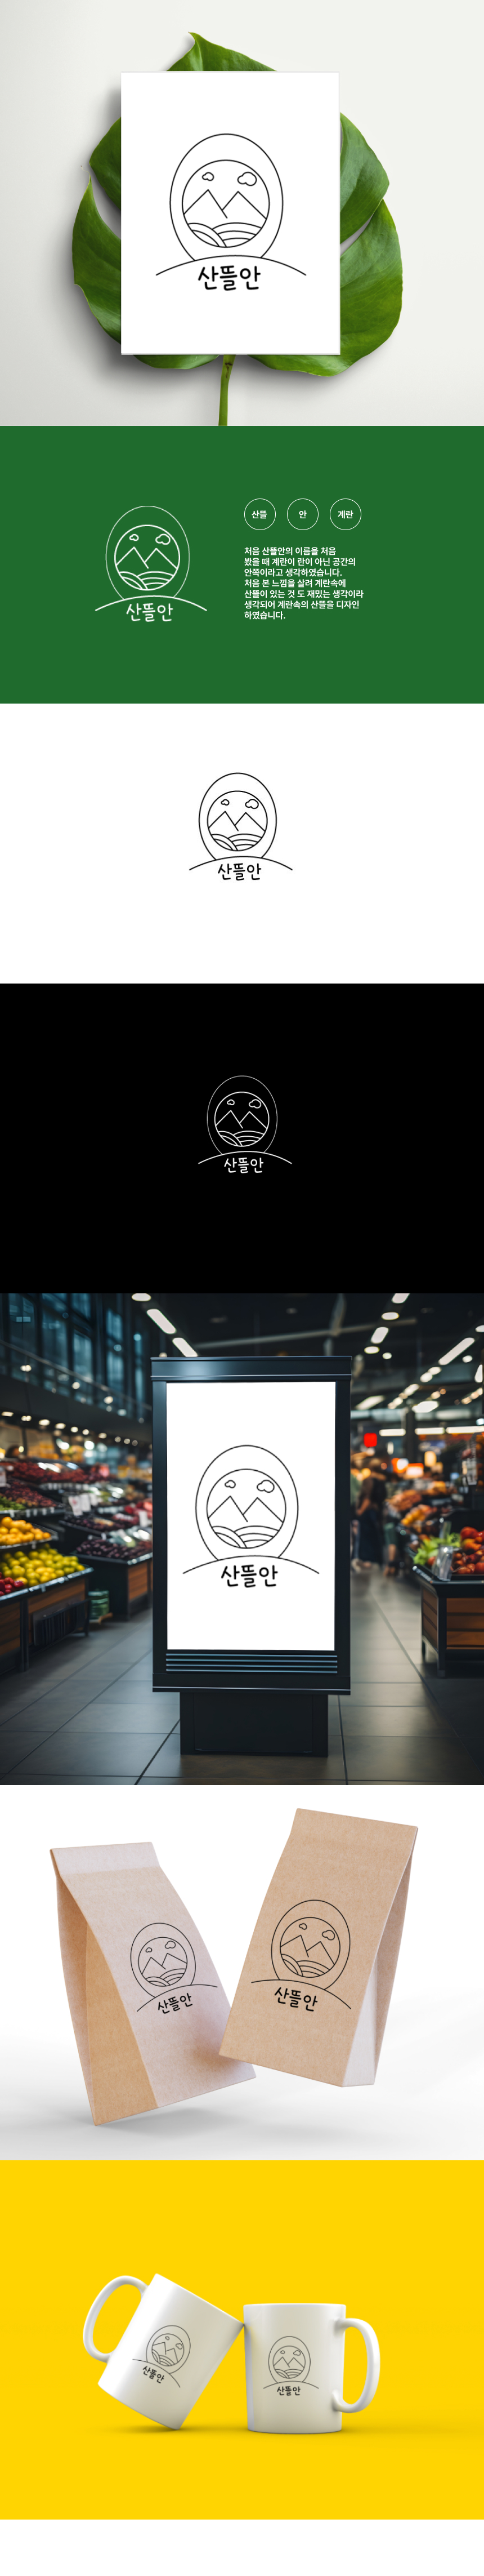 산뜰안
산뜰안
산뜰
안
계란
처음 산뜰안의 이름을 처음
봤을 때 계란이 란이 아닌 공간의
안쪽이라고 생각하였습니다.
처음 본 느낌을 살려 계란속에
산뜰이 있는 것 도 재밌는 생각이라
생각되어 계란속의 산뜰을 디자인
하였습니다.
산뜰안
산뜰안
산뜰안
산뜰안
산뜰안
산뜰안
산뜰안